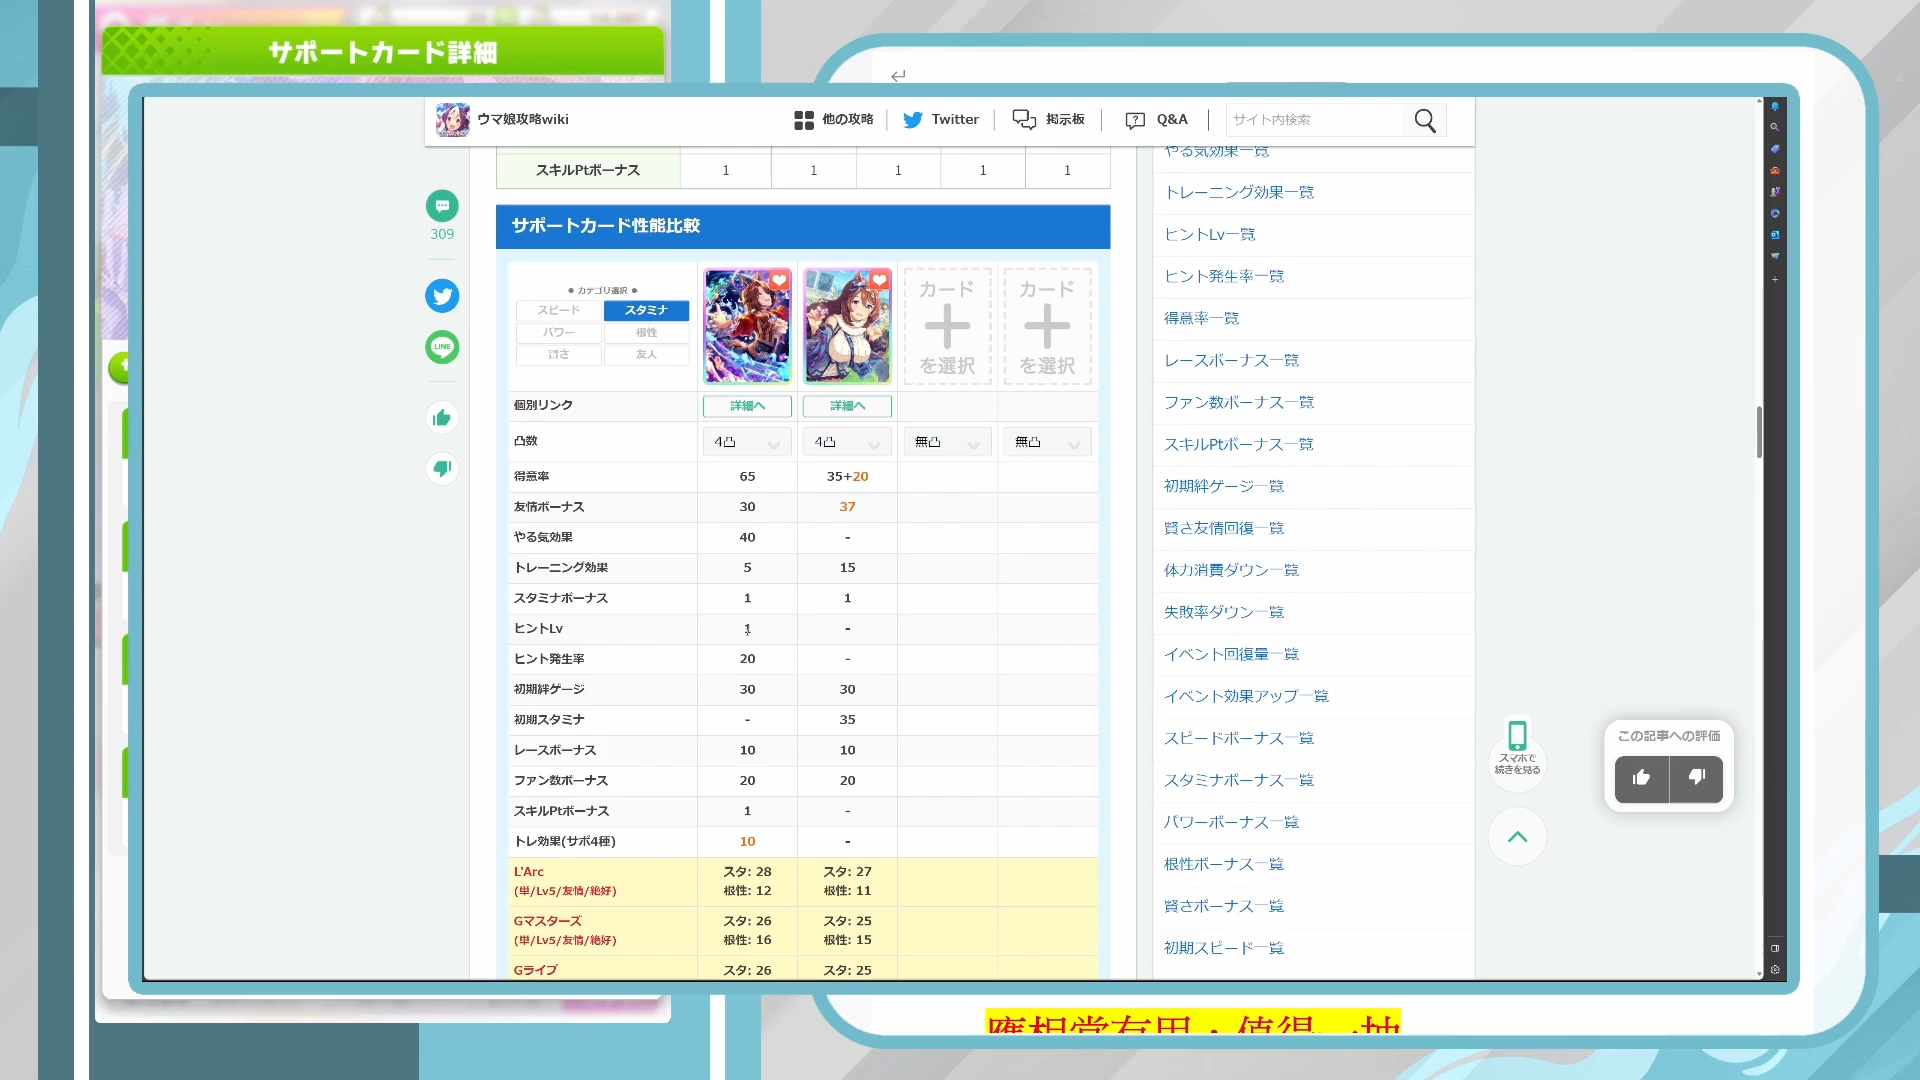 サポートカード詳細
ウマ娘攻略wiki
他の攻略
Twitter
掲示板
Q&A
サイト内検索
スキルPtボーナス 1 1 1 1 1
309
LINE
サポートカード性能比較
● カテゴリ選択 ●
スピード スタミナ
パワー 根性
賢さ 友人
カード
を選択
カード
を選択
個別リンク 詳細へ 詳細へ
凸数 4凸 4凸 無凸 無凸
得意率 65 35+20
友情ボーナス 30 37
やる気効果 40 -
トレーニング効果 5 15
スタミナボーナス 1 1
ヒントLv 1 -
ヒント発生率 20 -
初期絆ゲージ 30 30
初期スタミナ - 35
レースボーナス 10 10
ファン数ボーナス 20 20
スキルPtボーナス 1 -
トレ効果(サポ4種) 10 -
L'Arc スタ: 28 スタ: 27
(単/Lv5/友情/絶好) 根性: 12 根性: 11
Gマスターズ スタ: 26 スタ: 25
(単/Lv5/友情/絶好) 根性: 16 根性: 15
Gライブ スタ: 26 スタ: 25
やる気効果一覧
トレーニング効果一覧
ヒントLv一覧
ヒント発生率一覧
得意率一覧
レースボーナス一覧
ファン数ボーナス一覧
スキルPtボーナス一覧
初期絆ゲージ一覧
賢さ友情回復一覧
体力消費ダウン一覧
失敗率ダウン一覧
イベント回復量一覧
イベント効果アップ一覧
スピードボーナス一覧
スタミナボーナス一覧
パワーボーナス一覧
根性ボーナス一覧
賢さボーナス一覧
初期スピード一覧
スマホで
続きを見る
この記事への評価
應相當有用，值得一抽